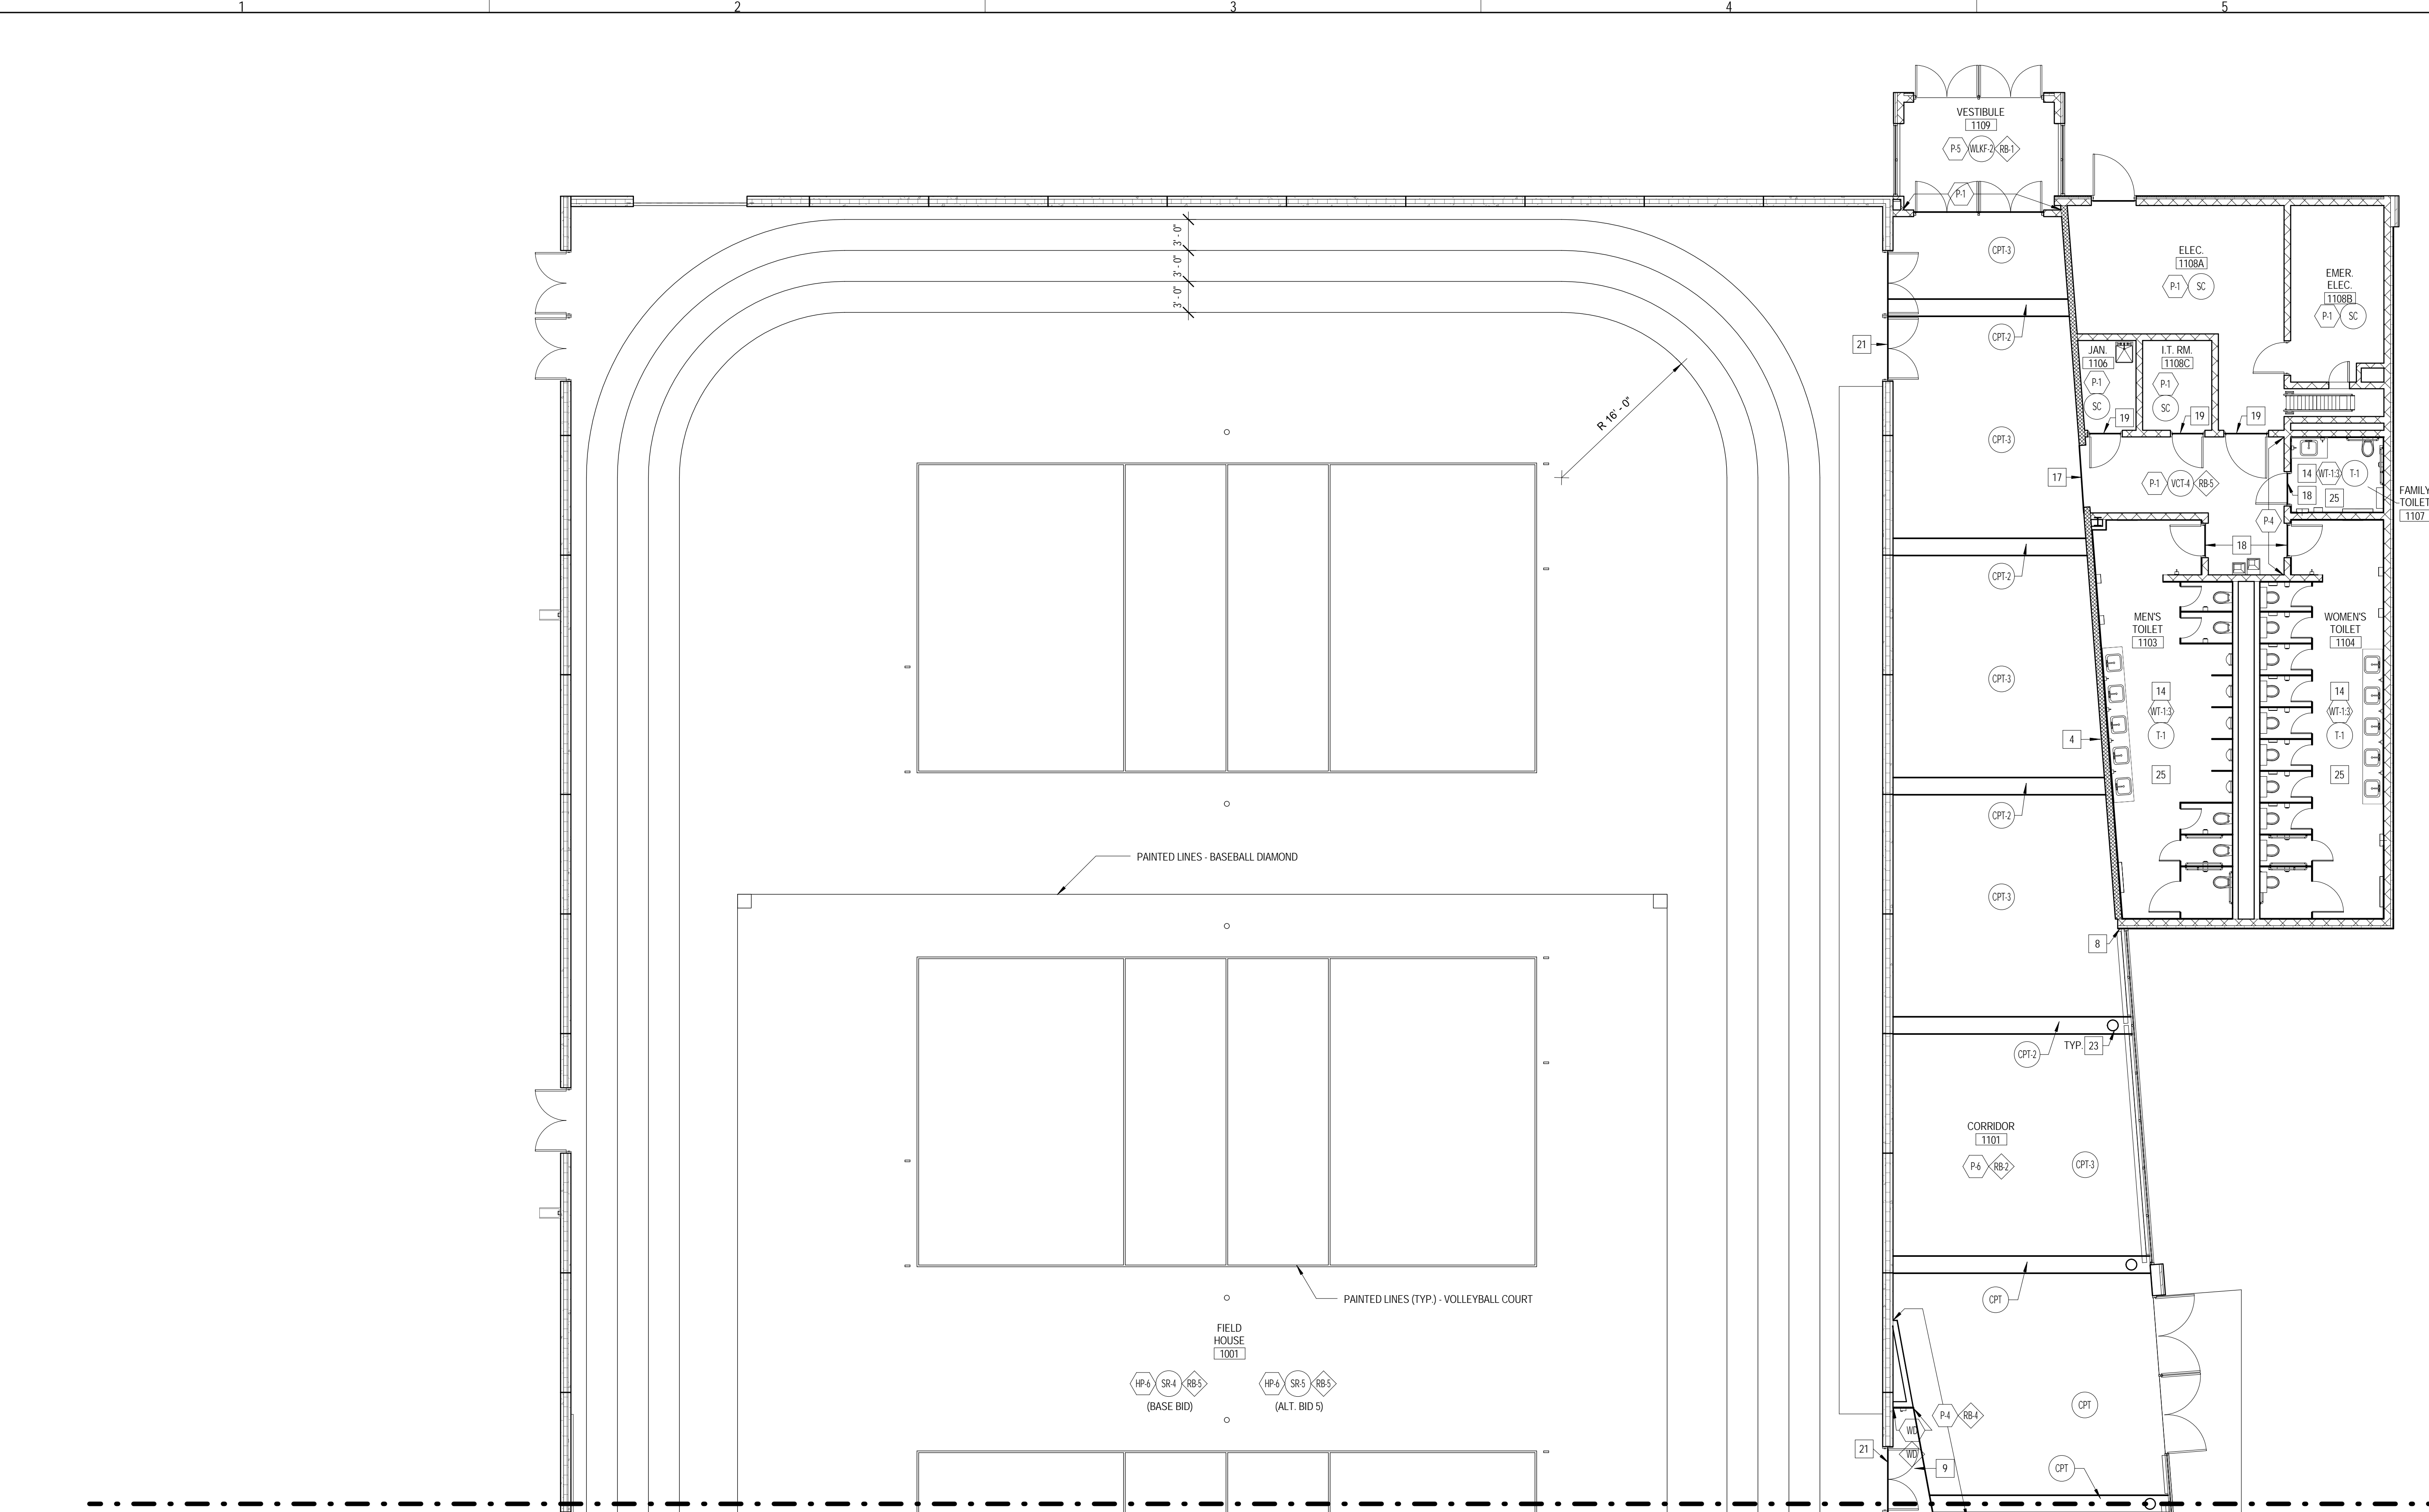 1
2
3
4
5
VESTIBULE
1109
P-5
WLKF-2
RB-1
P-1
3' - 0"
3' - 0"
3' - 0"
CPT-3
ELEC.
1108A
P-1
SC
EMER.
ELEC.
1108B
P-1
SC
21
CPT-2
JAN.
1106
P-1
SC
I.T. RM.
1108C
P-1
SC
19
19
19
R 16' - 0"
CPT-3
17
P-1
VCT-4
RB-5
14
WT-1:3
T-1
18
25
FAMILY
TOILET
1107
P-4
18
CPT-2
MEN'S
TOILET
1103
WOMEN'S
TOILET
1104
CPT-3
14
WT-1:3
T-1
25
14
WT-1:3
T-1
25
4
CPT-2
PAINTED LINES - BASEBALL DIAMOND
CPT-3
8
TYP.
23
CPT-2
CORRIDOR
1101
P-6
RB-2
CPT-3
PAINTED LINES (TYP.) - VOLLEYBALL COURT
CPT
FIELD
HOUSE
1001
HP-6
SR-4
RB-5
(BASE BID)
HP-6
SR-5
RB-5
(ALT. BID 5)
CPT
P-4
RB-4
WD
WD
21
9
CPT